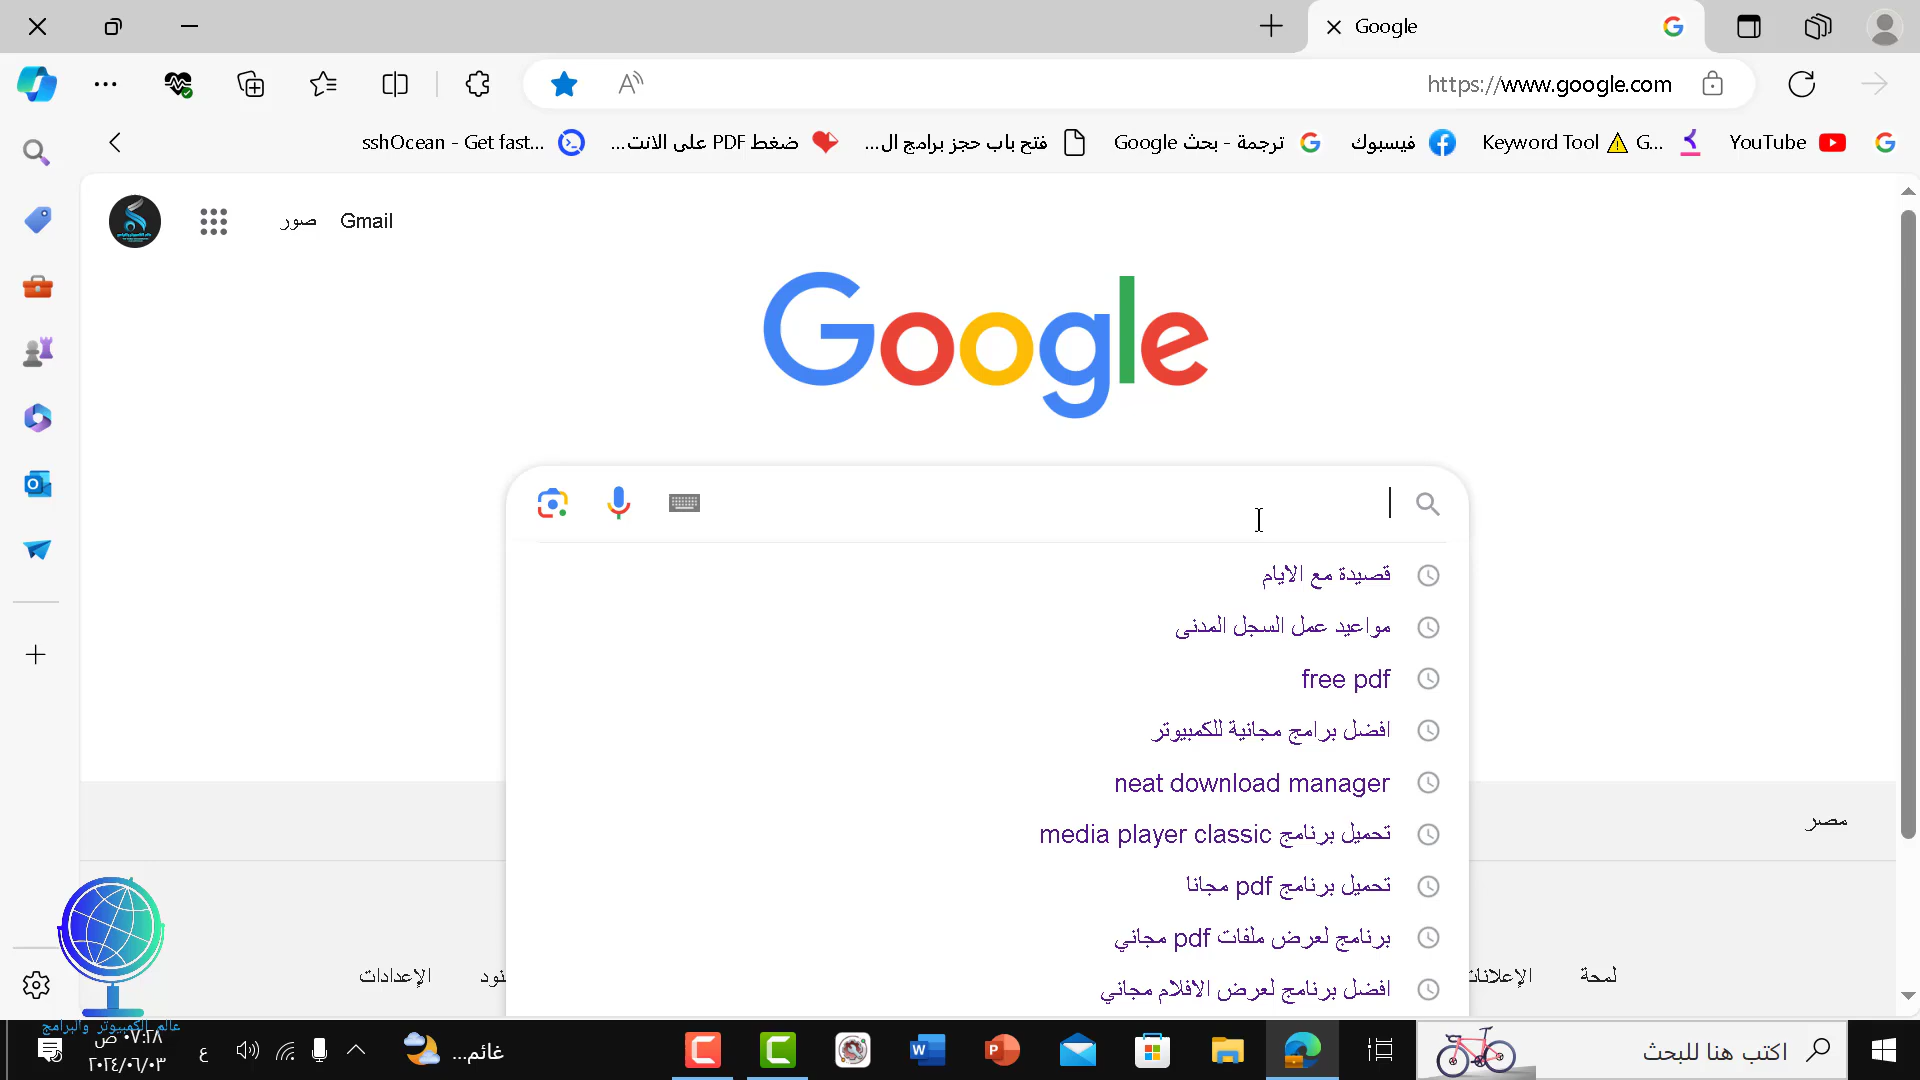 Google
https://www.google.com
YouTube
Keyword Tool ⚠ G...
فيسبوك
ترجمة - بحث Google
فتح باب حجز برامج ال...
ضغط PDF على الانت...
sshOcean - Get fast...
Gmail
صور
Google
قصيدة مع الايام
مواعيد عمل السجل المدنى
free pdf
افضل برامج مجانية للكمبيوتر
neat download manager
تحميل برنامج media player classic
تحميل برنامج pdf مجانا
برنامج لعرض ملفات pdf مجاني
افضل برنامج لعرض الافلام مجاني
مصر
لمحة
الإعلانات
نود
الإعدادات
عالم الكمبيوتر والبرامج
اكتب هنا للبحث
غائم...
ع
٠٧:٢٨ ص
٢٠٢٤/٠٦/٠٣